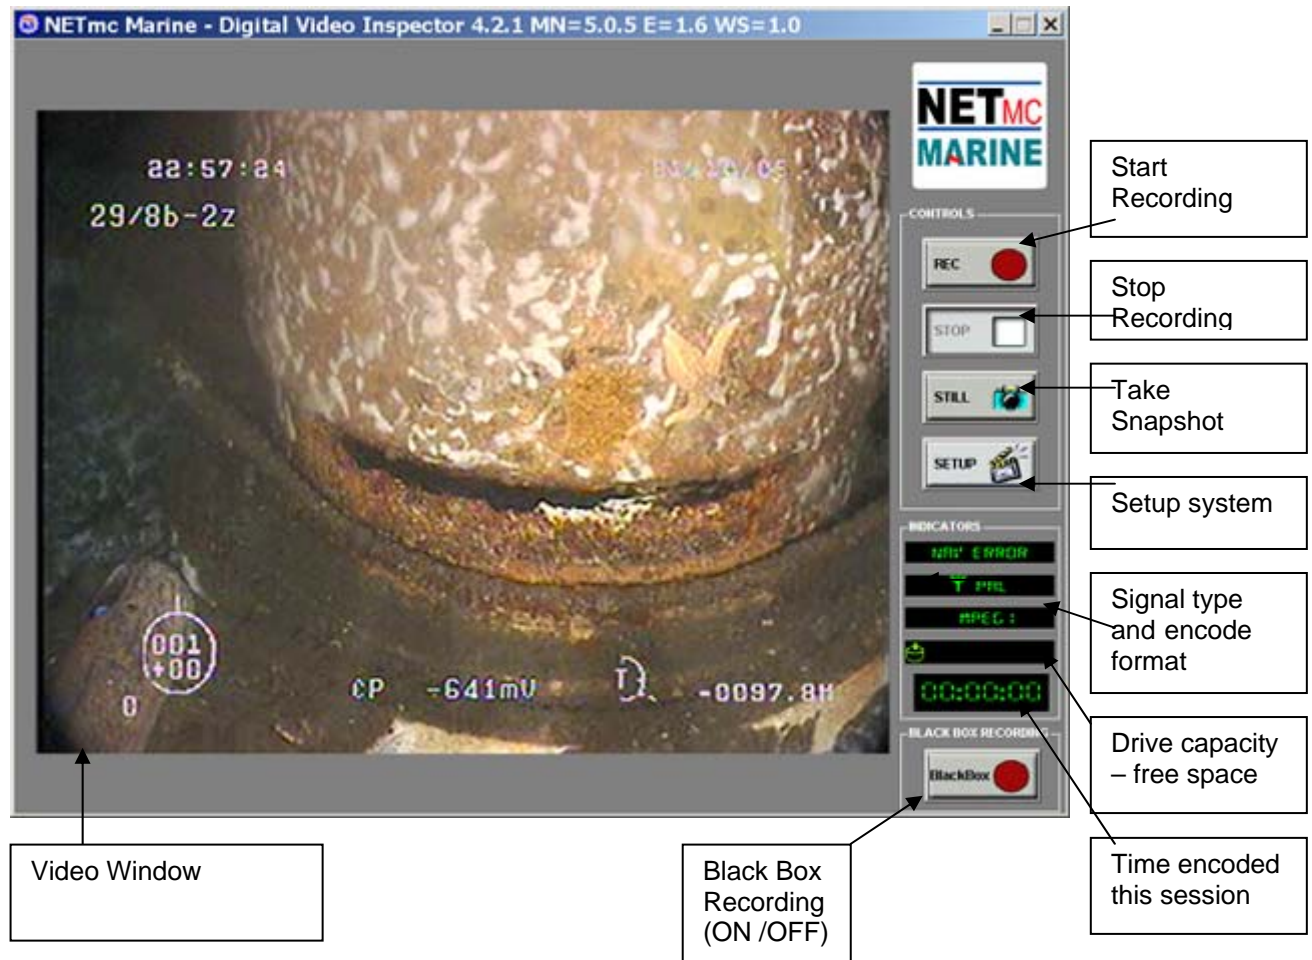 NETmc Marine - Digital Video Inspector 4.2.1 MN=5.0.5 E=1.6 WS=1.0
NETMC
MARINE
22:57:24
29/8b-2z
CONTROLS
REC
STOP
STILL
SETUP
INDICATORS
NAV ERROR
PAL
MPEG
00:00:00
BLACK BOX RECORDING
BlackBox
001
+00
0
CP -641mV
-0097.8M
Start
Recording
Stop
Recording
Take
Snapshot
Setup system
Signal type
and encode
format
Drive capacity
– free space
Time encoded
this session
Video Window
Black Box
Recording
(ON /OFF)